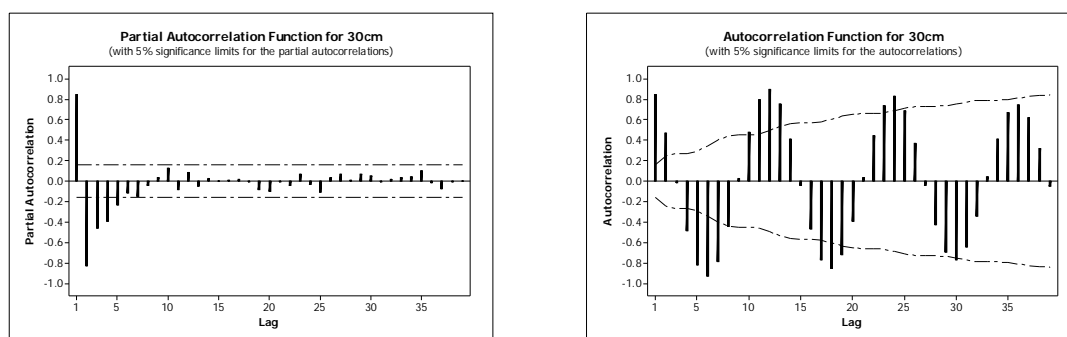 Partial Autocorrelation Function for 30cm
(with 5% significance limits for the partial autocorrelations)
1.0
0.8
0.6
0.4
0.2
0.0
-0.2
-0.4
-0.6
-0.8
-1.0
Partial Autocorrelation
1 5 10 15 20 25 30 35
Lag
Autocorrelation Function for 30cm
(with 5% significance limits for the autocorrelations)
1.0
0.8
0.6
0.4
0.2
0.0
-0.2
-0.4
-0.6
-0.8
-1.0
Autocorrelation
1 5 10 15 20 25 30 35
Lag